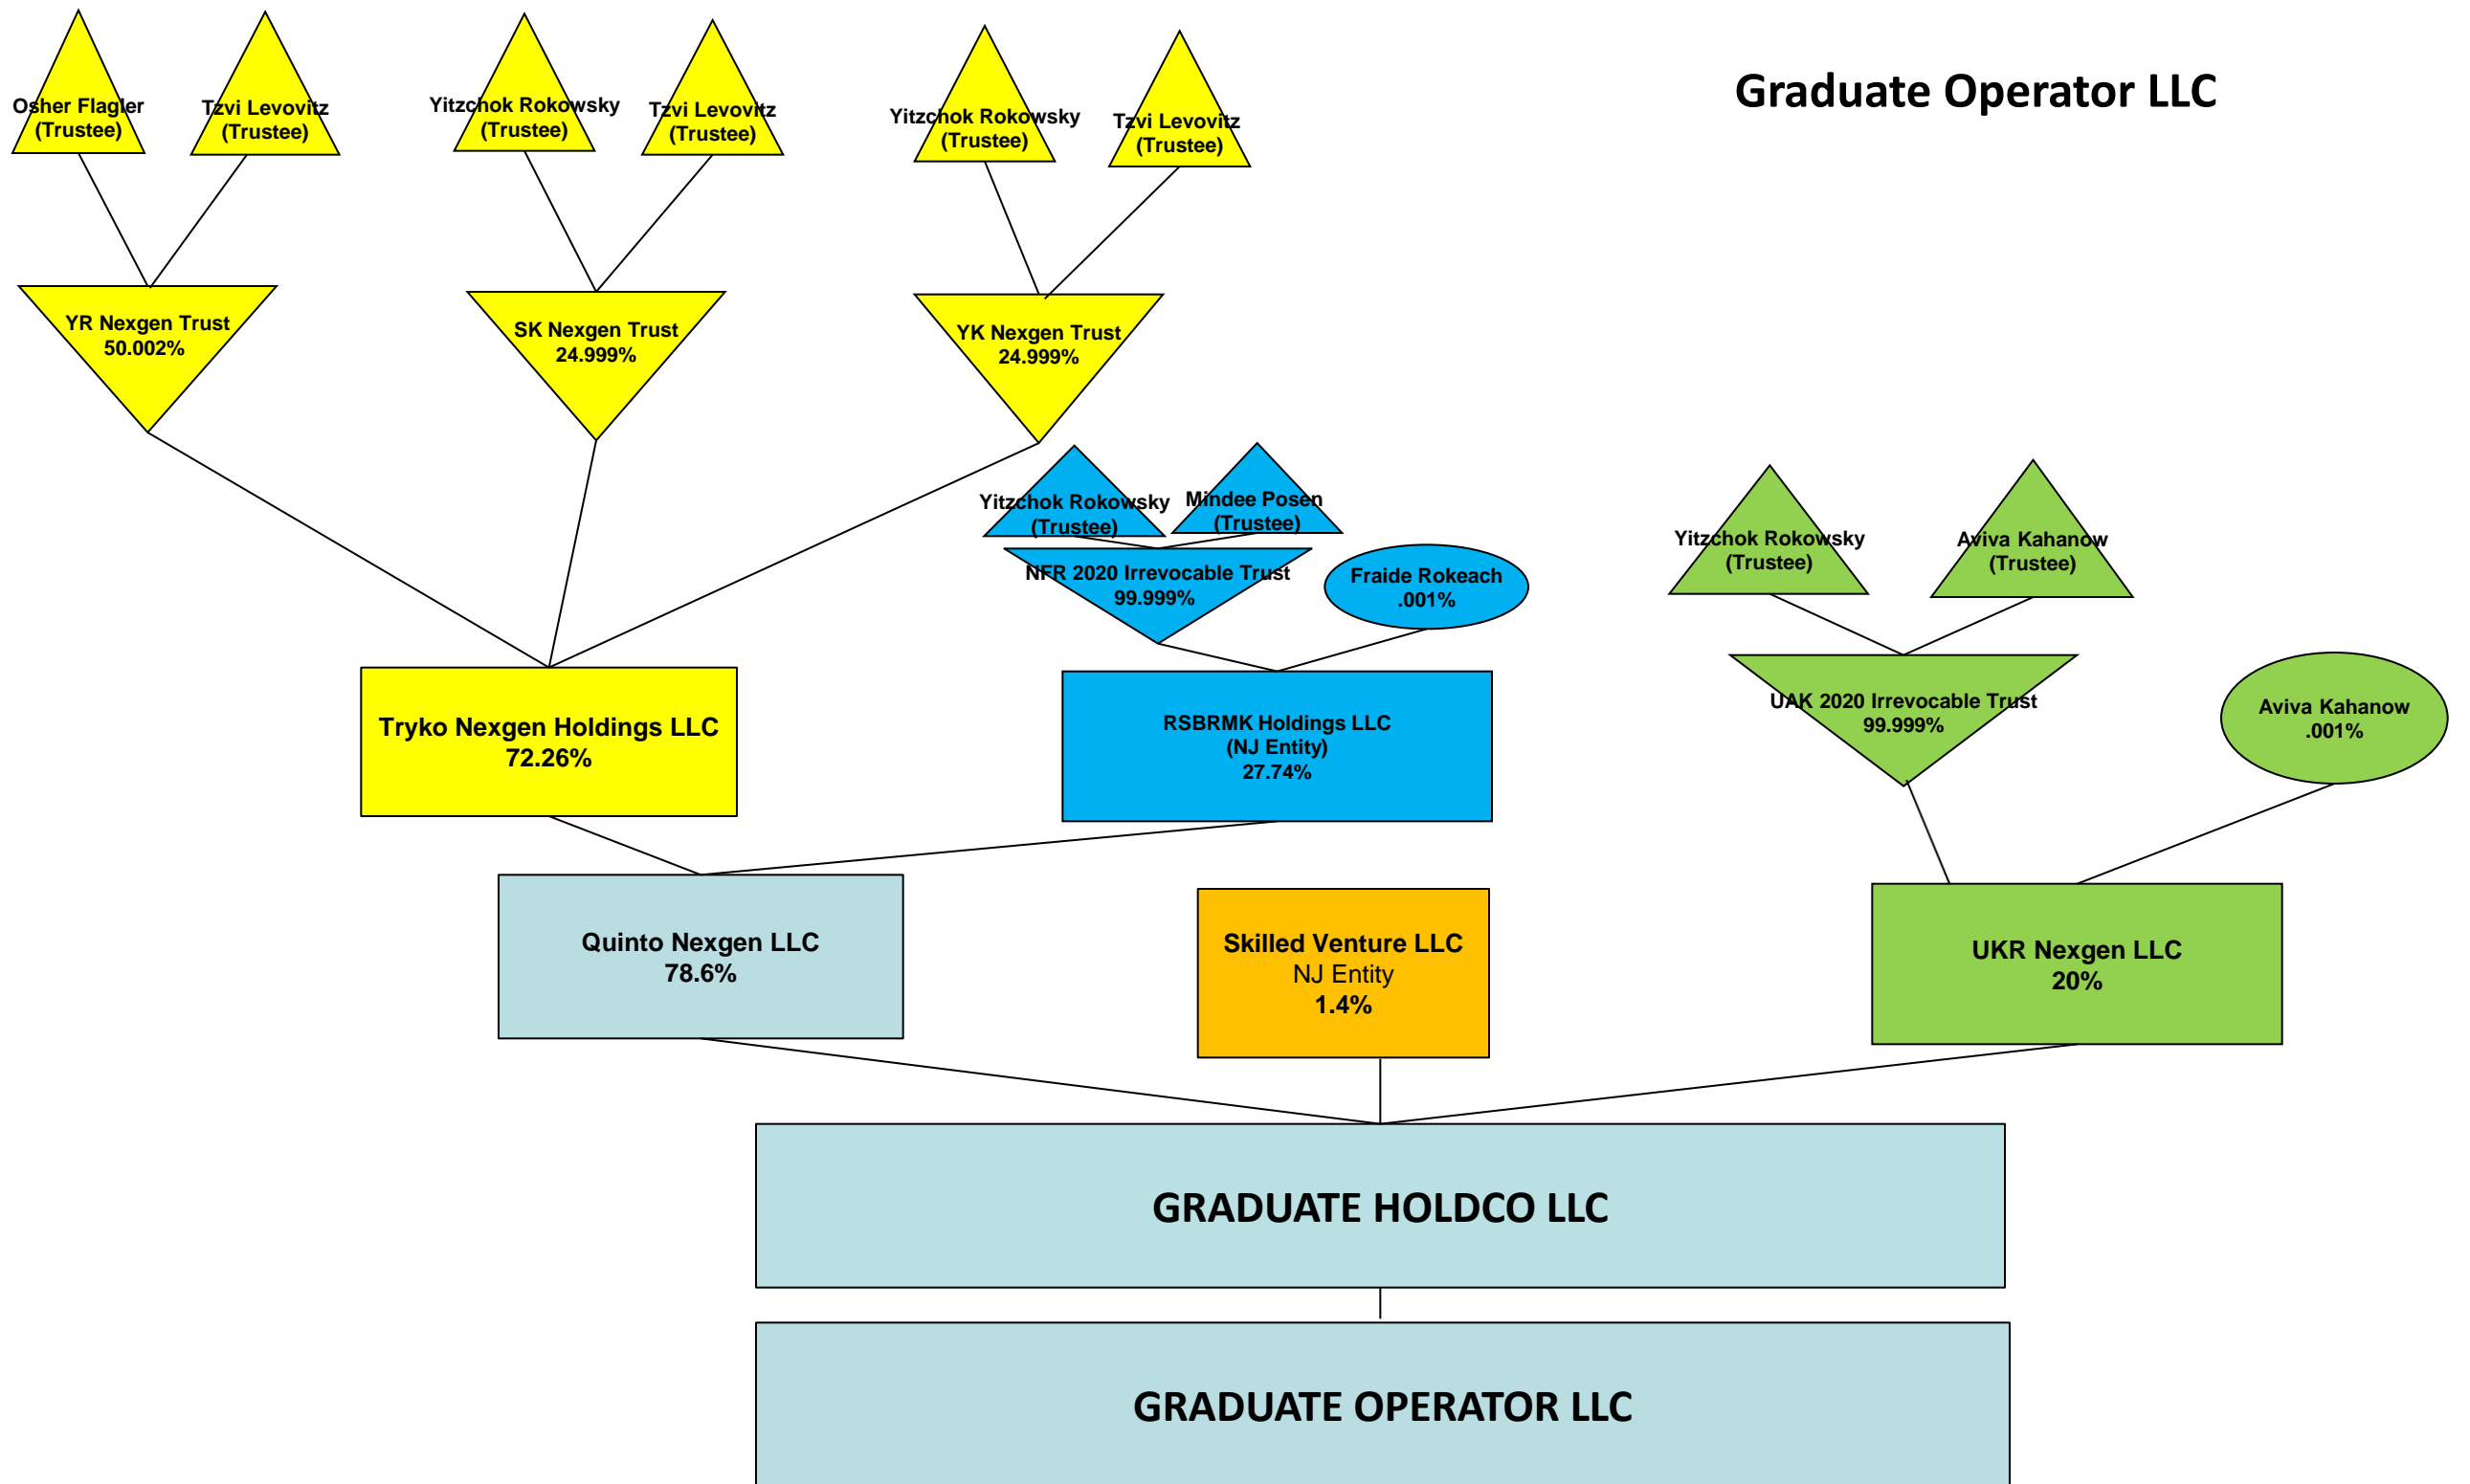 Graduate Operator LLC
Osher Flagler
(Trustee)
Tzvi Levovitz
(Trustee)
Yitzchok Rokowsky
(Trustee)
Tzvi Levovitz
(Trustee)
Yitzchok Rokowsky
(Trustee)
Tzvi Levovitz
(Trustee)
YR Nexgen Trust
50.002%
SK Nexgen Trust
24.999%
YK Nexgen Trust
24.999%
Yitzchok Rokowsky
(Trustee)
Mindee Posen
(Trustee)
Yitzchok Rokowsky
(Trustee)
Aviva Kahanow
(Trustee)
NFR 2020 Irrevocable Trust
99.999%
Fraide Rokeach
.001%
UAK 2020 Irrevocable Trust
99.999%
Aviva Kahanow
.001%
Tryko Nexgen Holdings LLC
72.26%
RSBRMK Holdings LLC
(NJ Entity)
27.74%
Quinto Nexgen LLC
78.6%
Skilled Venture LLC
NJ Entity
1.4%
UKR Nexgen LLC
20%
GRADUATE HOLDCO LLC
GRADUATE OPERATOR LLC